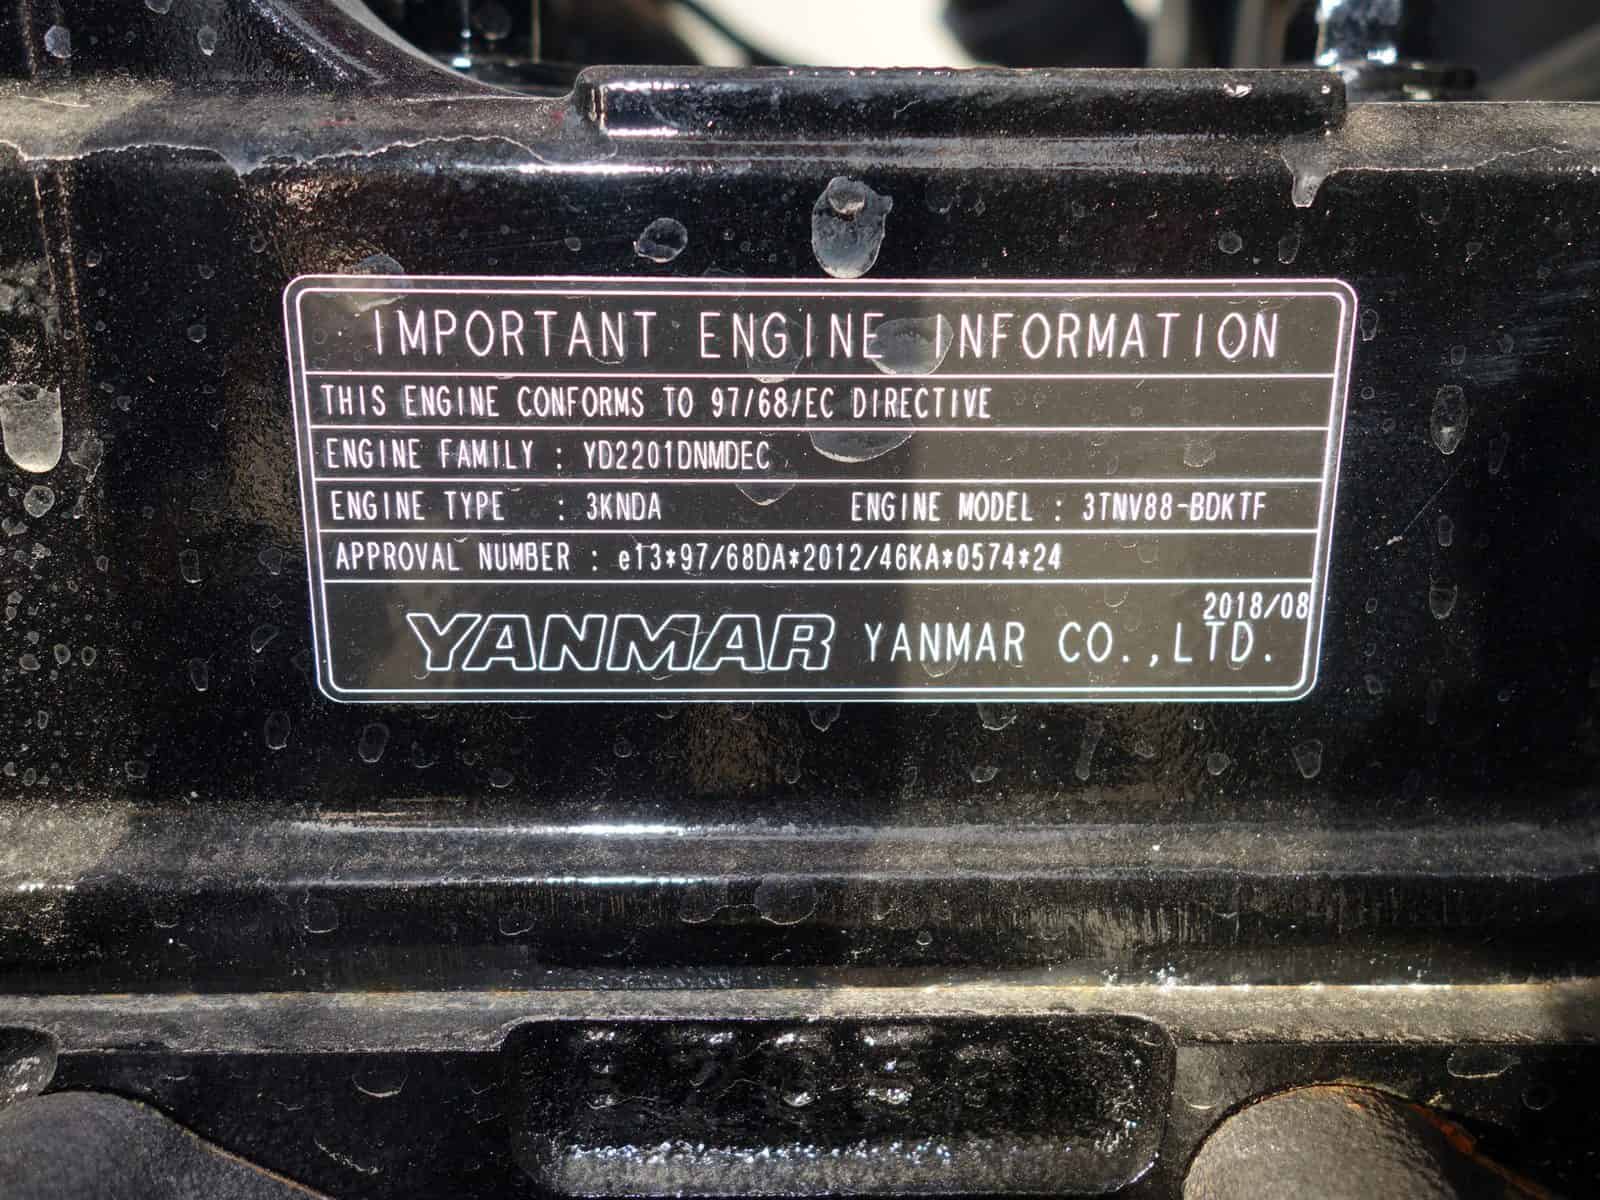 IMPORTANT ENGINE INFORMATION
THIS ENGINE CONFORMS TO 97/68/EC DIRECTIVE
ENGINE FAMILY : YD2201DNMDEC
ENGINE TYPE : 3KNDA ENGINE MODEL : 3TNV88-BDKTF
APPROVAL NUMBER : e13*97/68DA*2012/46KA*0574*24
2018/08
YANMAR YANMAR CO.,LTD.